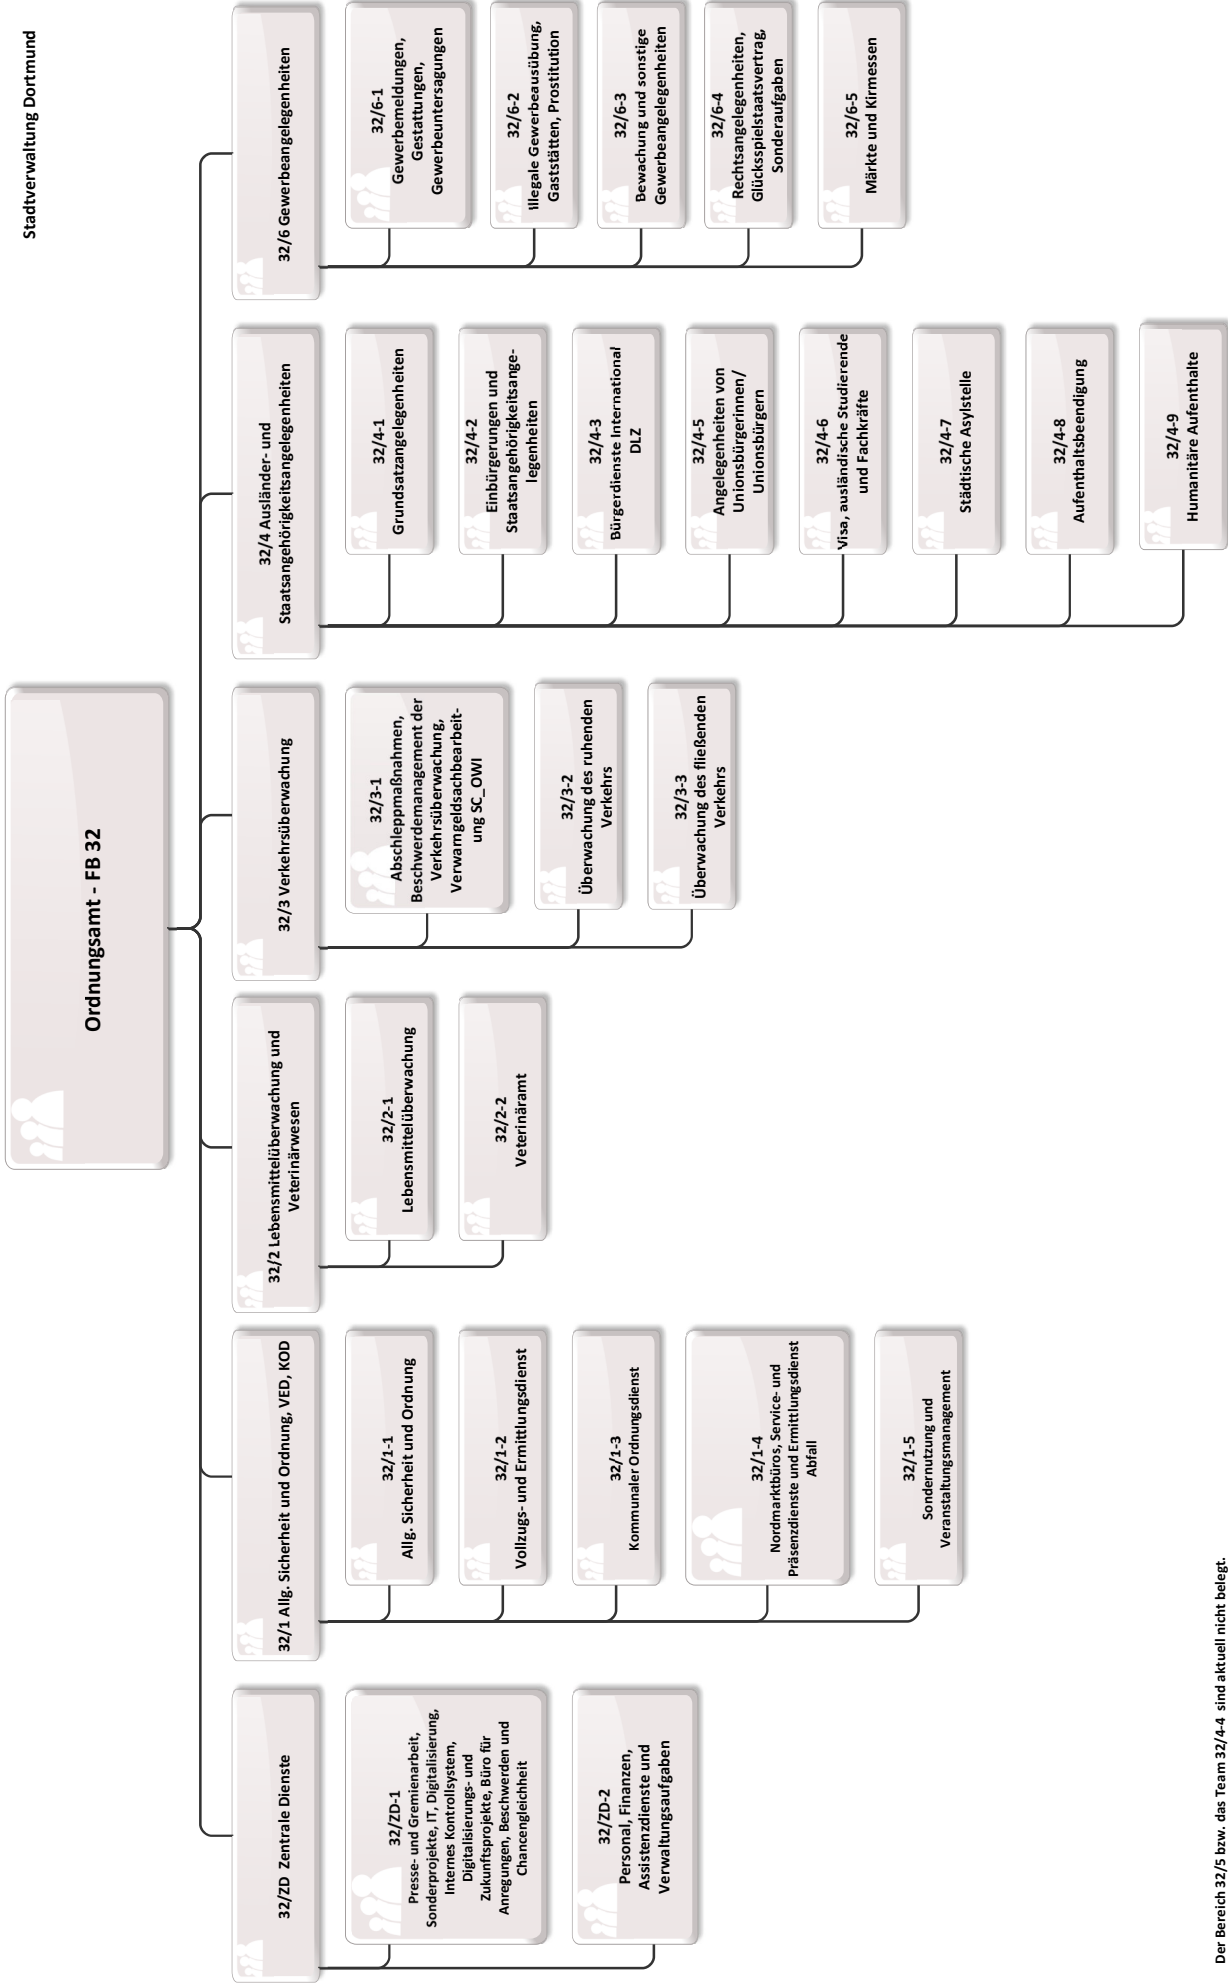 Stadtverwaltung Dortmund
Ordnungsamt - FB 32
32/ZD Zentrale Dienste
32/ZD-1
Presse- und Gremienarbeit,
Sonderprojekte, IT, Digitalisierung,
Internes Kontrollsystem,
Digitalisierungs- und
Zukunftsprojekte, Büro für
Anregungen, Beschwerden und
Chancengleichheit
32/ZD-2
Personal, Finanzen,
Assistenzdienste und
Verwaltungsaufgaben
32/1 Allg. Sicherheit und Ordnung, VED, KOD
32/1-1
Allg. Sicherheit und Ordnung
32/1-2
Vollzugs- und Ermittlungsdienst
32/1-3
Kommunaler Ordnungsdienst
32/1-4
Nordmarktbüros, Service- und
Präsenzdienste und Ermittlungsdienst
Abfall
32/1-5
Sondernutzung und
Veranstaltungsmanagement
32/2 Lebensmittelüberwachung und
Veterinärwesen
32/2-1
Lebensmittelüberwachung
32/2-2
Veterinäramt
32/3 Verkehrsüberwachung
32/3-1
Abschleppmaßnahmen,
Beschwerdemanagement der
Verkehrsüberwachung,
Verwarngeldsachbearbeit-
ung SC_OWI
32/3-2
Überwachung des ruhenden
Verkehrs
32/3-3
Überwachung des fließenden
Verkehrs
32/4 Ausländer- und
Staatsangehörigkeitsangelegenheiten
32/4-1
Grundsatzangelegenheiten
32/4-2
Einbürgerungen und
Staatsangehörigkeitsange-
legenheiten
32/4-3
Bürgerdienste International
DLZ
32/4-5
Angelegenheiten von
Unionsbürgerinnen/
Unionsbürgern
32/4-6
Visa, ausländische Studierende
und Fachkräfte
32/4-7
Städtische Asylstelle
32/4-8
Aufenthaltsbeendigung
32/4-9
Humanitäre Aufenthalte
32/6 Gewerbeangelegenheiten
32/6-1
Gewerbemeldungen,
Gestattungen,
Gewerbeuntersagungen
32/6-2
Illegale Gewerbeausübung,
Gaststätten, Prostitution
32/6-3
Bewachung und sonstige
Gewerbeangelegenheiten
32/6-4
Rechtsangelegenheiten,
Glücksspielstaatsvertrag,
Sonderaufgaben
32/6-5
Märkte und Kirmessen
Der Bereich 32/5 bzw. das Team 32/4-4 sind aktuell nicht belegt.